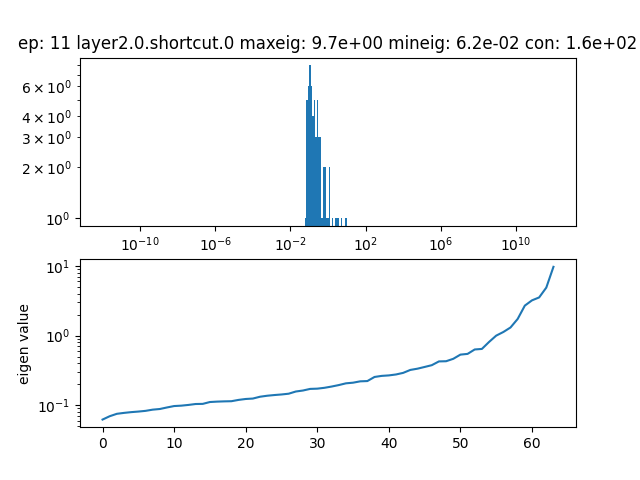 ep: 11 layer2.0.shortcut.0 maxeig: 9.7e+00 mineig: 6.2e-02 con: 1.6e+02
6 × 10⁰
4 × 10⁰
3 × 10⁰
2 × 10⁰
10⁰
10⁻¹⁰ 10⁻⁶ 10⁻² 10² 10⁶ 10¹⁰
10¹
10⁰
10⁻¹
eigen value
0 10 20 30 40 50 60